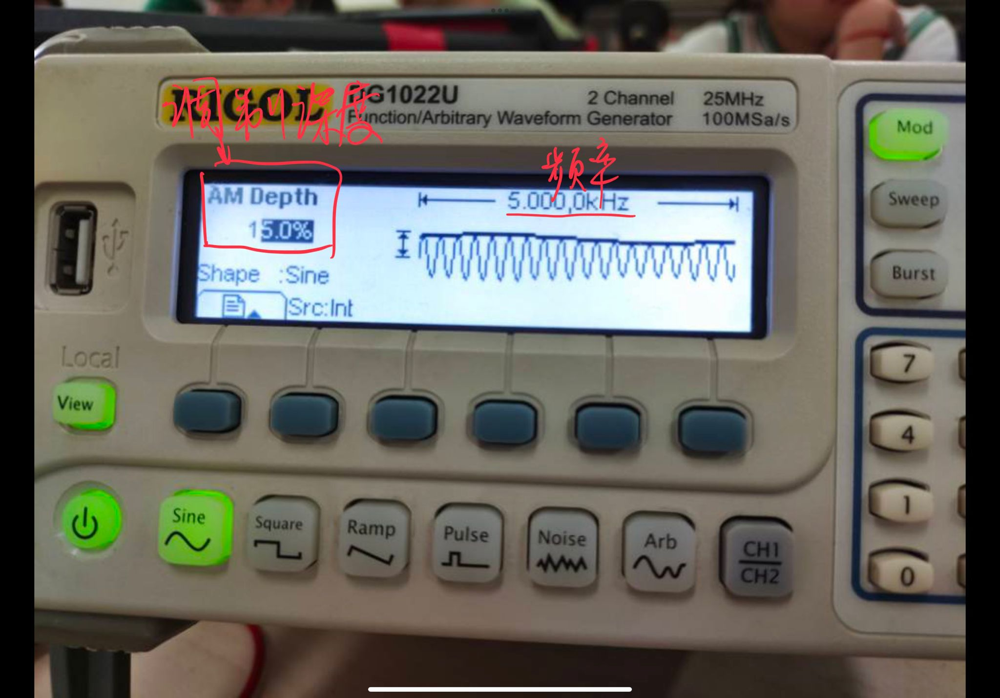 调制深度
RIGOL DG1022U 2 Channel 25MHz
Function/Arbitrary Waveform Generator 100MSa/s
频率
AM Depth
5.000,0kHz
15.0%
Shape :Sine
Src:Int
Mod
Sweep
Burst
Local
View
7
4
1
0
Sine
Square
Ramp
Pulse
Noise
Arb
CH1
CH2